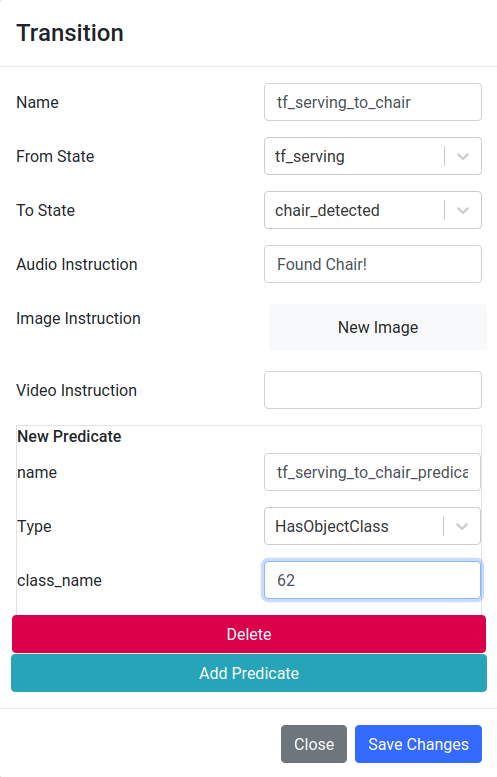 Transition
Name tf_serving_to_chair
From State tf_serving
To State chair_detected
Audio Instruction Found Chair!
Image Instruction New Image
Video Instruction
New Predicate
name tf_serving_to_chair_predica
Type HasObjectClass
class_name 62
Delete
Add Predicate
Close Save Changes